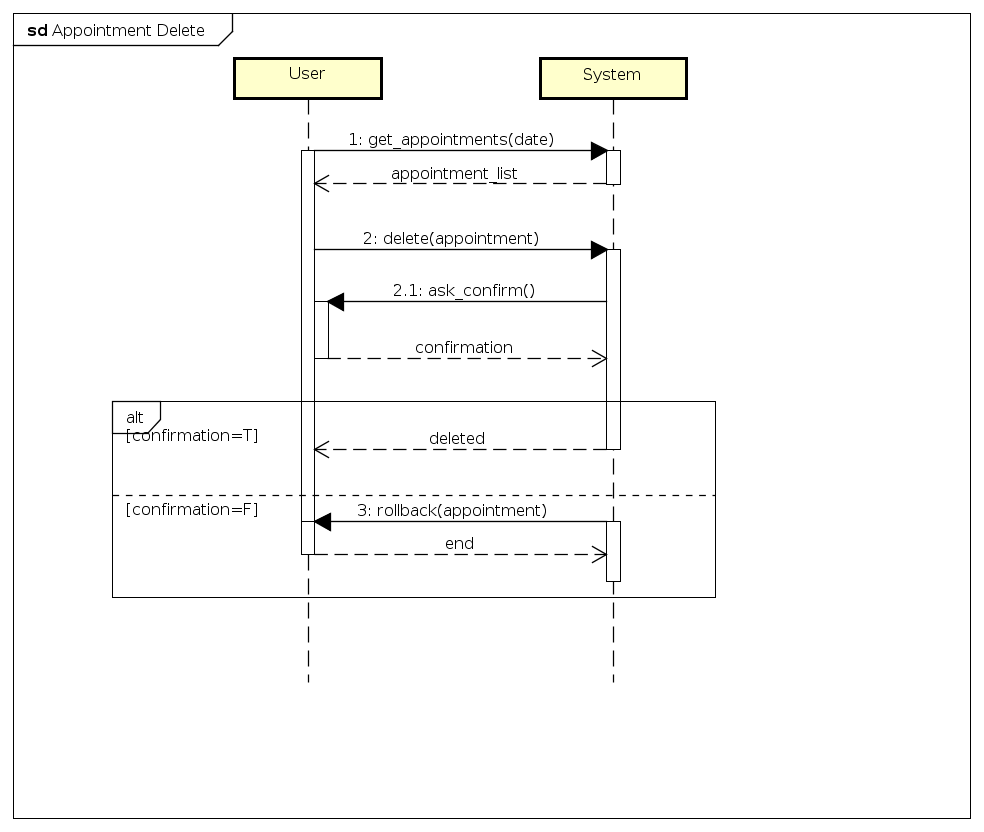 sd Appointment Delete
User
System
1: get_appointments(date)
appointment_list
2: delete(appointment)
2.1: ask_confirm()
confirmation
alt
[confirmation=T]
deleted
[confirmation=F]
3: rollback(appointment)
end